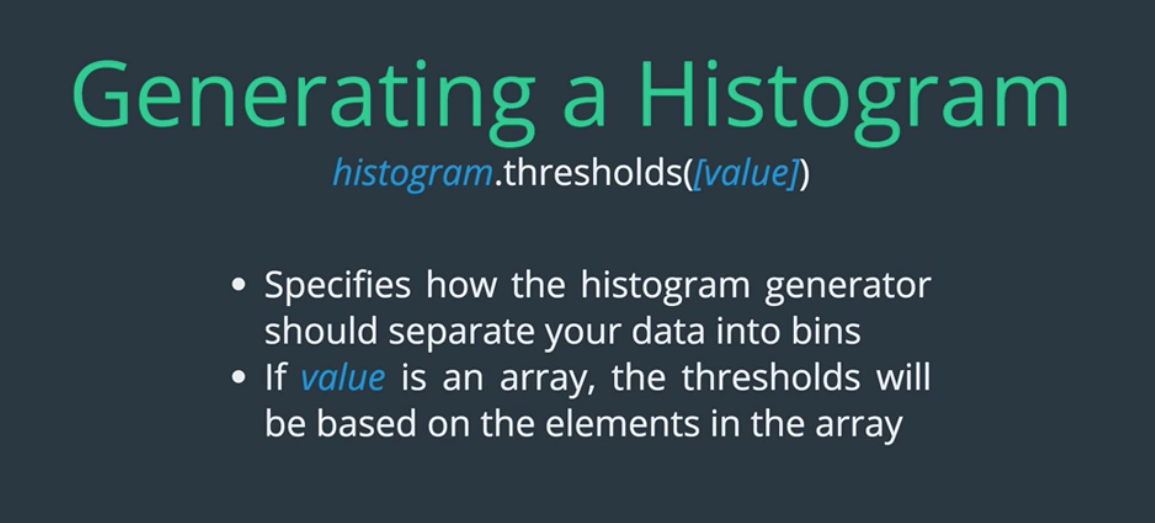 Generating a Histogram
histogram.thresholds([value])
• Specifies how the histogram generator
should separate your data into bins
• If value is an array, the thresholds will
be based on the elements in the array